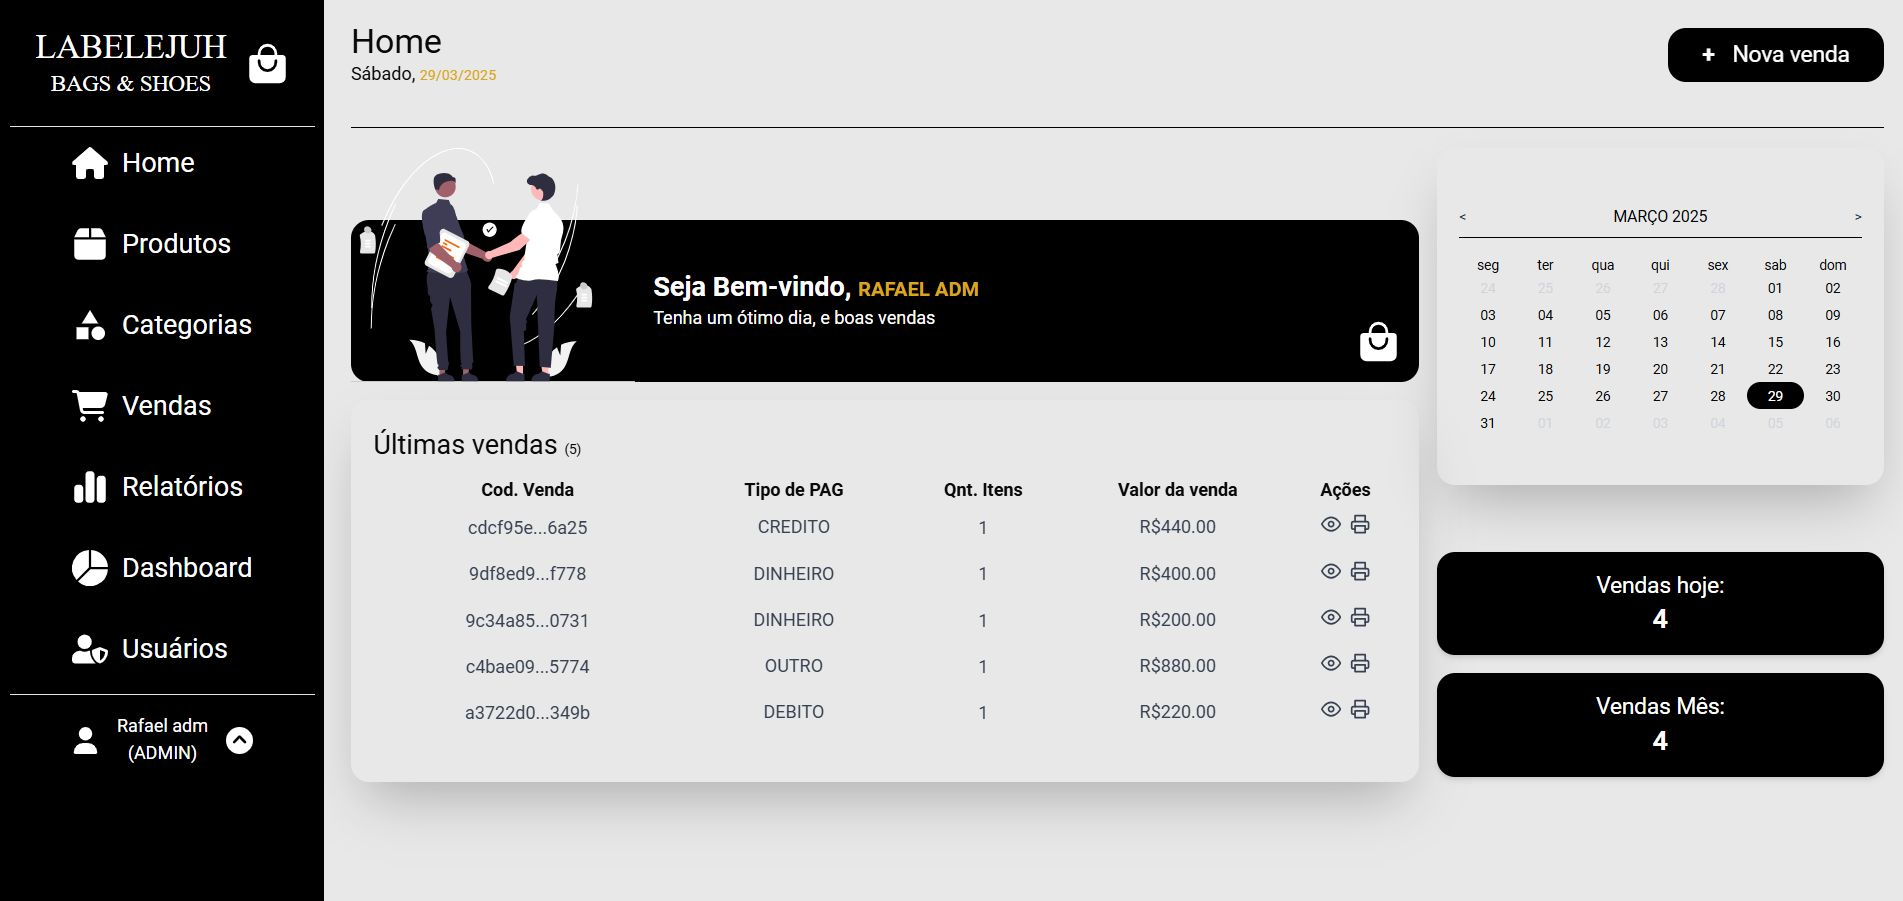 LABELEJUH
BAGS & SHOES
Home
Produtos
Categorias
Vendas
Relatórios
Dashboard
Usuários
Rafael adm
(ADMIN)
Home
Sábado, 29/03/2025
+ Nova venda
Seja Bem-vindo, RAFAEL ADM
Tenha um ótimo dia, e boas vendas
Últimas vendas (5)
Cod. Venda Tipo de PAG Qnt. Itens Valor da venda Ações
cdcf95e...6a25 CREDITO 1 R$440.00
9df8ed9...f778 DINHEIRO 1 R$400.00
9c34a85...0731 DINHEIRO 1 R$200.00
c4bae09...5774 OUTRO 1 R$880.00
a3722d0...349b DEBITO 1 R$220.00
< MARÇO 2025 >
seg ter qua qui sex sab dom
24 25 26 27 28 01 02
03 04 05 06 07 08 09
10 11 12 13 14 15 16
17 18 19 20 21 22 23
24 25 26 27 28 29 30
31 01 02 03 04 05 06
Vendas hoje:
4
Vendas Mês:
4